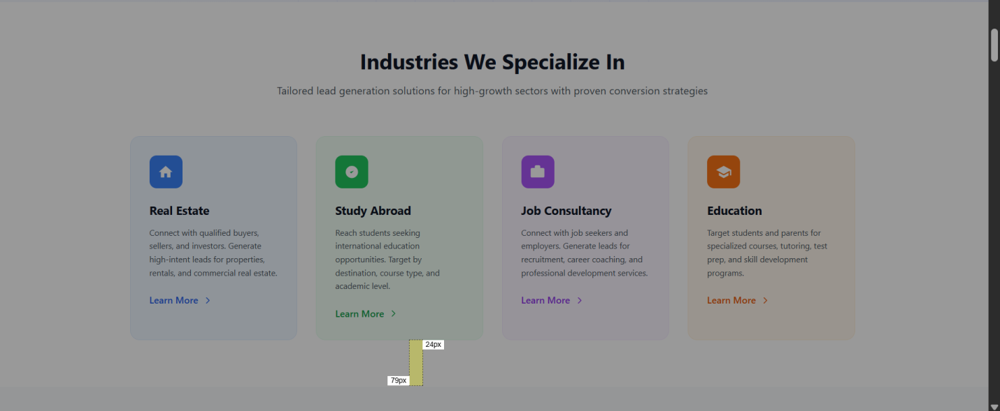 Industries We Specialize In
Tailored lead generation solutions for high-growth sectors with proven conversion strategies
Real Estate
Connect with qualified buyers,
sellers, and investors. Generate
high-intent leads for properties,
rentals, and commercial real estate.
Learn More
Study Abroad
Reach students seeking
international education
opportunities. Target by
destination, course type, and
academic level.
Learn More
Job Consultancy
Connect with job seekers and
employers. Generate leads for
recruitment, career coaching, and
professional development services.
Learn More
Education
Target students and parents for
specialized courses, tutoring, test
prep, and skill development
programs.
Learn More
24px
79px